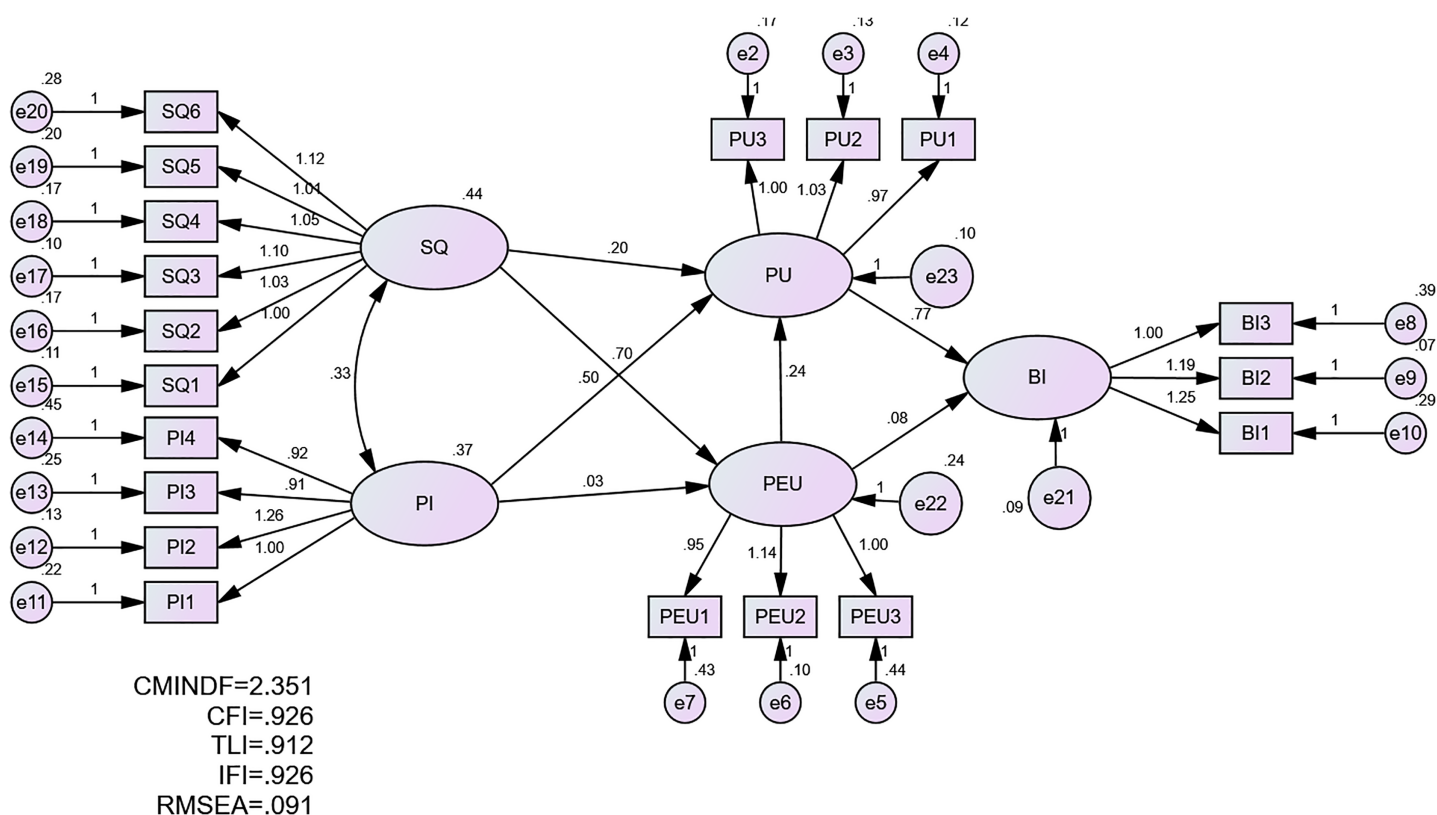 .17 .13 .12
e2 e3 e4
1 1 1
PU3 PU2 PU1
1.00 1.03 .97
.28
e20 1 SQ6
.20
e19 1 SQ5
.17
e18 1 SQ4
.10
e17 1 SQ3
.17
e16 1 SQ2
.11
e15 1 SQ1
.45
e14 1 PI4
.25
e13 1 PI3
.13
e12 1 PI2
.22
e11 1 PI1
1.12
1.01
1.05
1.10
1.03
1.00
.44
SQ
.33
.92
.91
1.26
1.00
.37
PI
.20
.70
.50
.03
PU
1
.10
e23
.24
.77
.08
PEU
1
.24
e22
.95 1.14 1.00
PEU1 PEU2 PEU3
1 1 1
.43 .10 .44
e7 e6 e5
BI
1
.09
e21
1.00
1.19
1.25
BI3 1 .39
e8
BI2 1 .07
e9
BI1 1 .29
e10
CMINDF=2.351
CFI=.926
TLI=.912
IFI=.926
RMSEA=.091